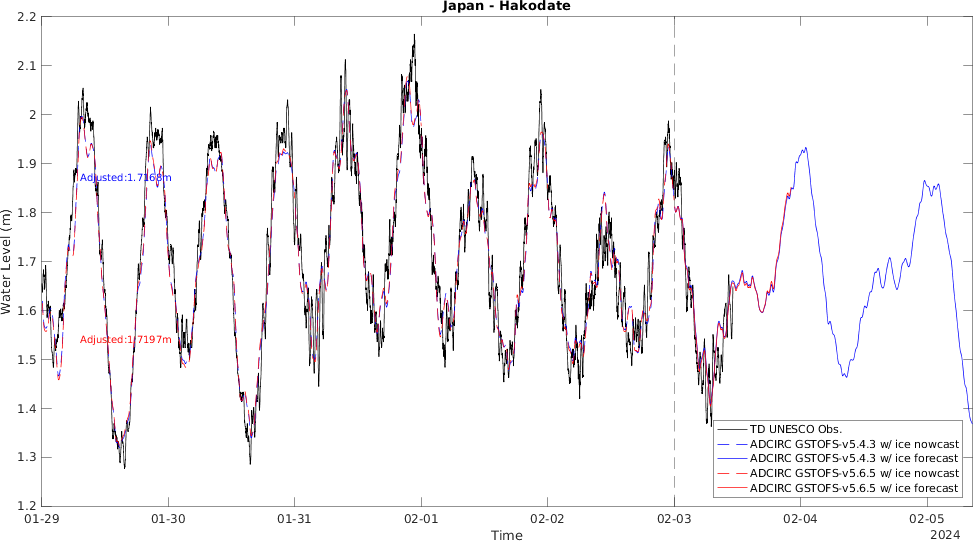 Japan - Hakodate
2.2
2.1
2
1.9
1.8
1.7
1.6
1.5
1.4
1.3
1.2
Water Level (m)
Adjusted:1.7168m
Adjusted:1.7197m
TD UNESCO Obs.
ADCIRC GSTOFS-v5.4.3 w/ ice nowcast
ADCIRC GSTOFS-v5.4.3 w/ ice forecast
ADCIRC GSTOFS-v5.6.5 w/ ice nowcast
ADCIRC GSTOFS-v5.6.5 w/ ice forecast
01-29 01-30 01-31 02-01 02-02 02-03 02-04 02-05
Time
2024